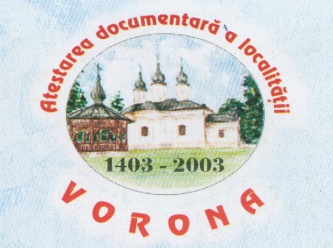 Atestarea documentară a localității
1403 - 2003
VORONA